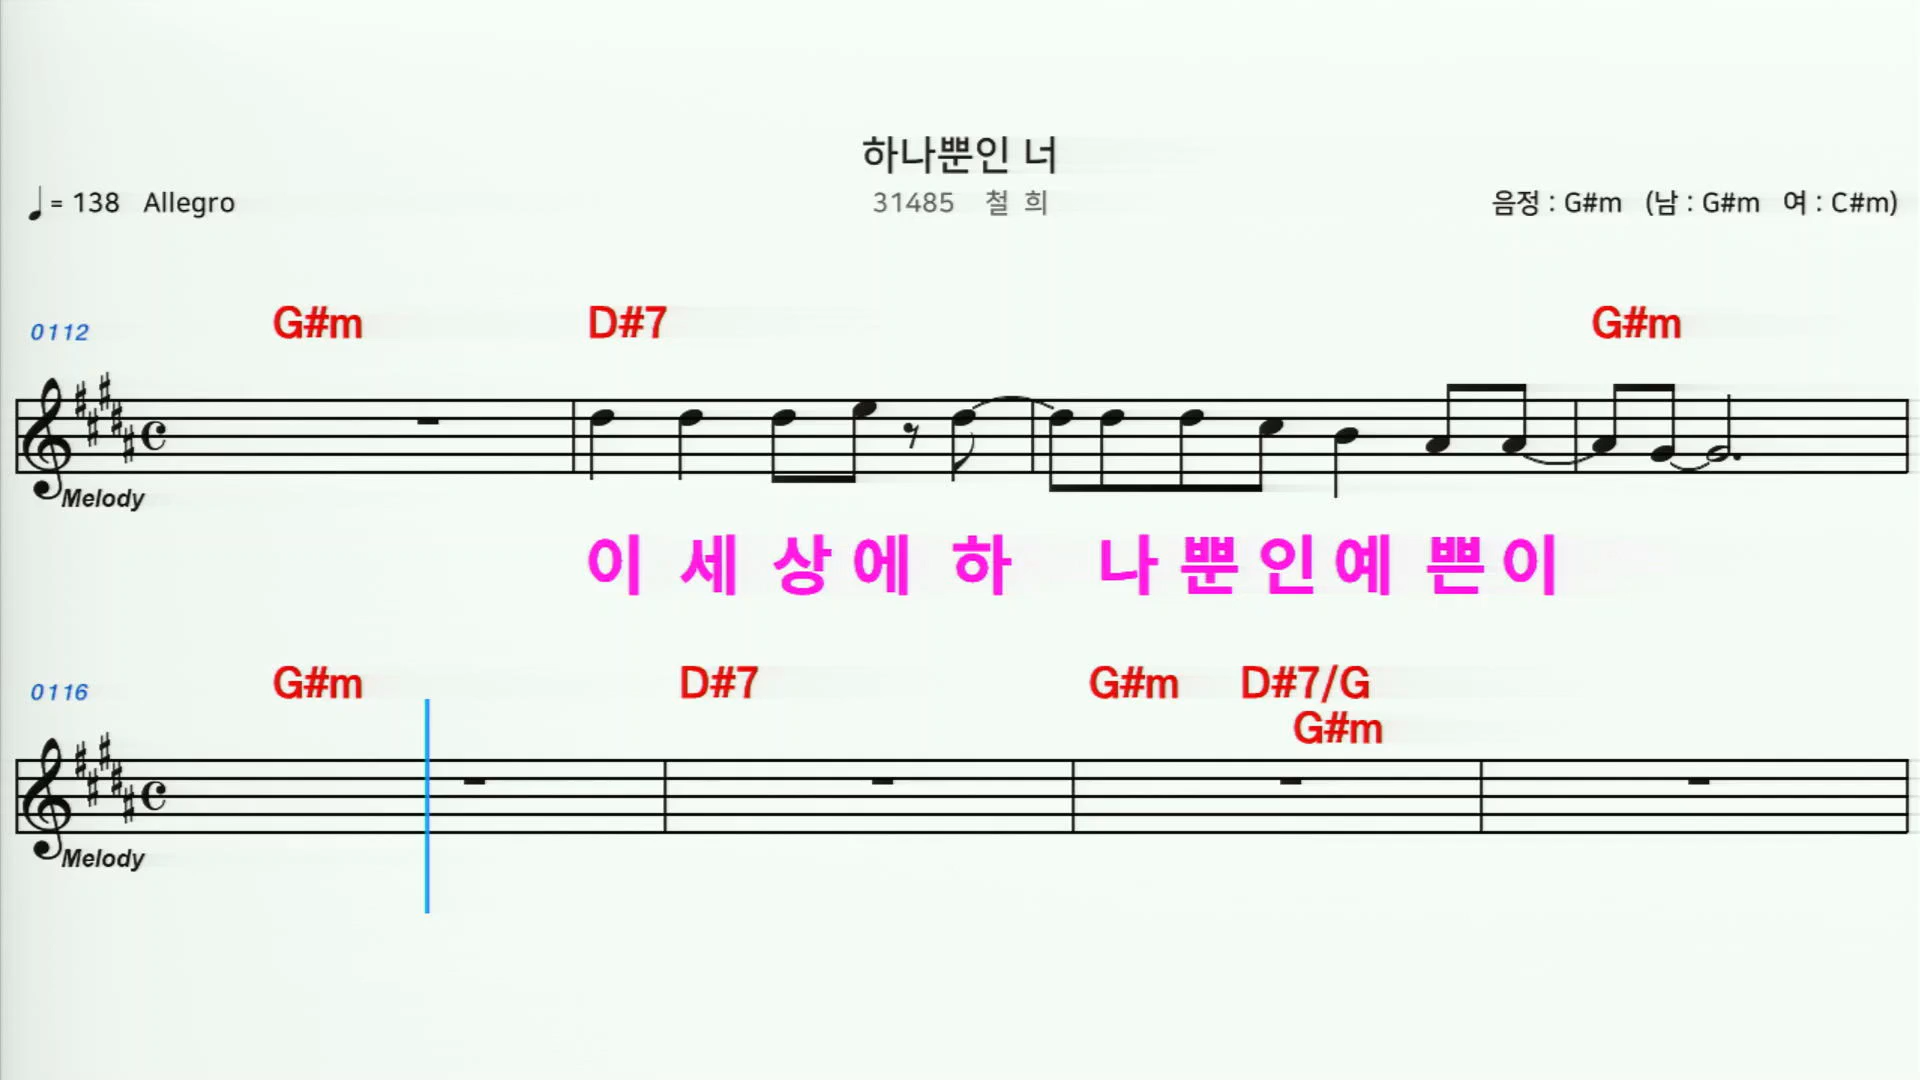 하나뿐인 너
= 138 Allegro 31485 철 희 음정 : G#m (남 : G#m 여 : C#m)
0112 G#m D#7 G#m
Melody
이 세 상 에 하 나 뿐 인 예 쁜 이
0116 G#m D#7 G#m D#7/G
G#m
Melody